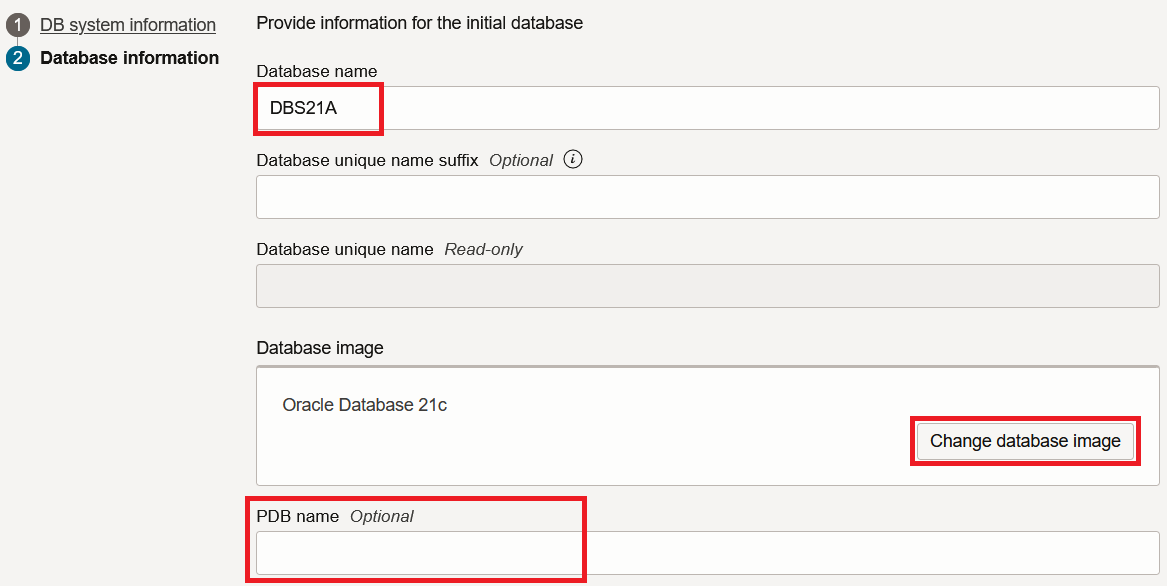 1 DB system information
2 Database information
Provide information for the initial database
Database name
DBS21A
Database unique name suffix Optional i
Database unique name Read-only
Database image
Oracle Database 21c
Change database image
PDB name Optional